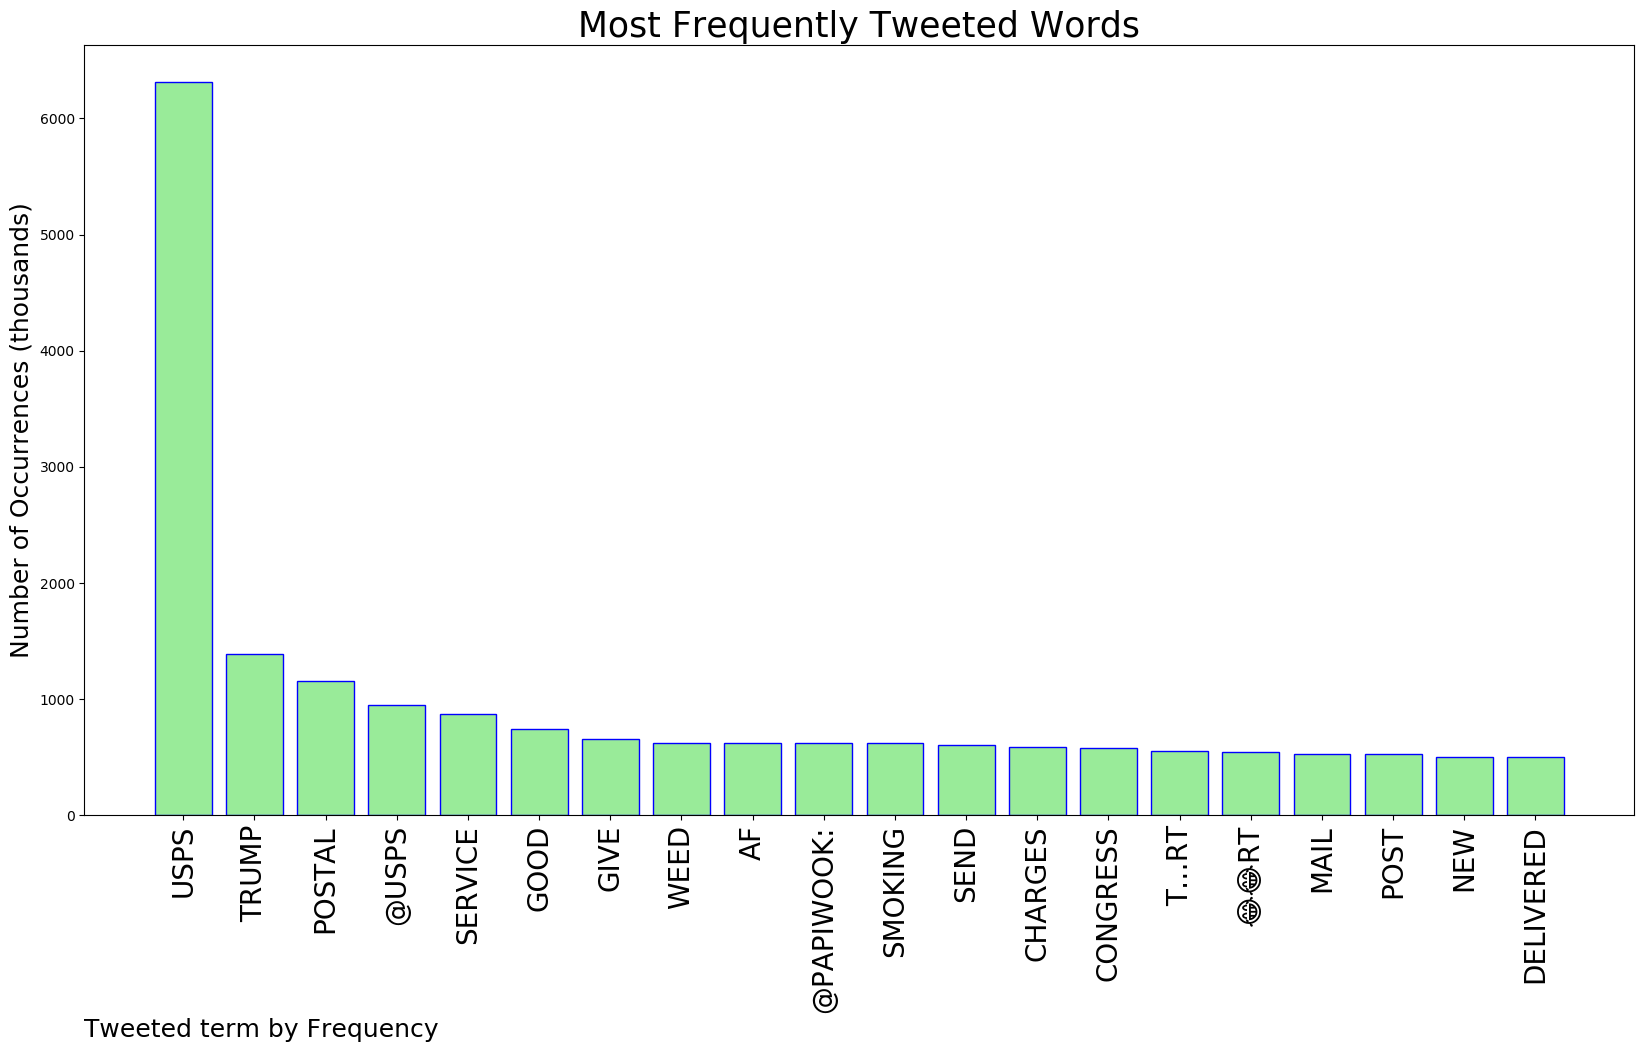 Most Frequently Tweeted Words
Number of Occurrences (thousands)
6000
5000
4000
3000
2000
1000
0
USPS
TRUMP
POSTAL
@USPS
SERVICE
GOOD
GIVE
WEED
AF
@PAPIWOOK:
SMOKING
SEND
CHARGES
CONGRESS
T…RT
😂😂RT
MAIL
POST
NEW
DELIVERED
Tweeted term by Frequency